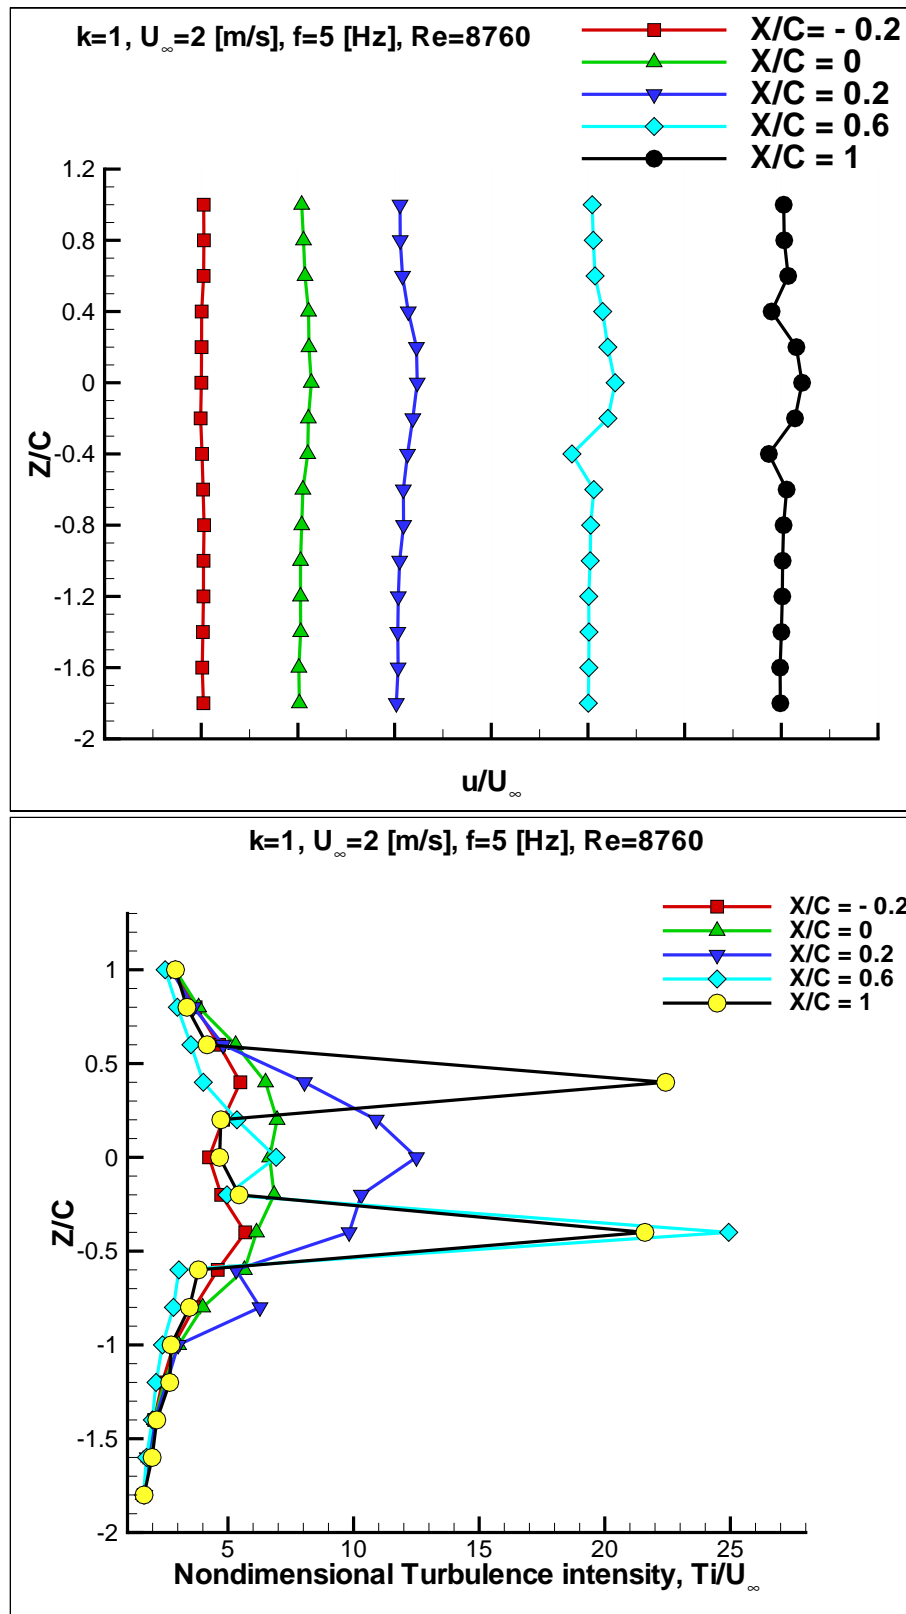 k=1, U∞=2 [m/s], f=5 [Hz], Re=8760
X/C= - 0.2
X/C = 0
X/C = 0.2
X/C = 0.6
X/C = 1
1.2
0.8
0.4
0
-0.4
-0.8
-1.2
-1.6
-2
Z/C
u/U∞
k=1, U∞=2 [m/s], f=5 [Hz], Re=8760
X/C = - 0.2
X/C = 0
X/C = 0.2
X/C = 0.6
X/C = 1
1
0.5
0
-0.5
-1
-1.5
-2
Z/C
5 10 15 20 25
Nondimensional Turbulence intensity, Ti/U∞